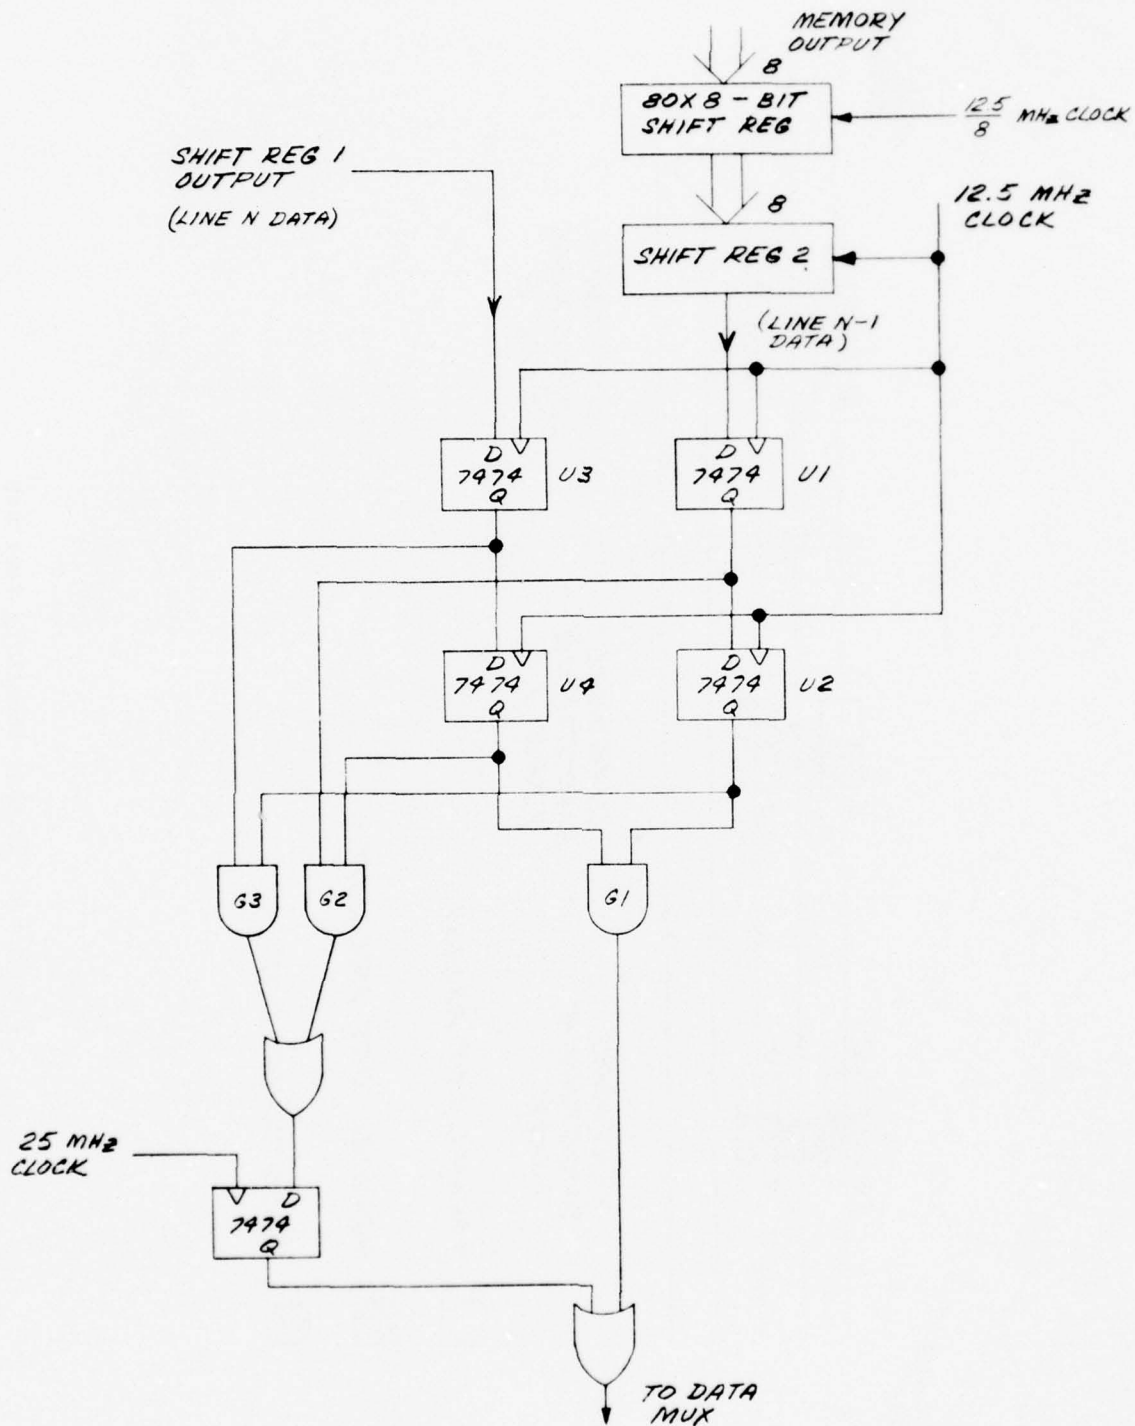 MEMORY
OUTPUT
8
80X8-BIT
SHIFT REG
12.5/8 MHz CLOCK
SHIFT REG 1
OUTPUT
(LINE N DATA)
8
12.5 MHz
CLOCK
SHIFT REG 2
(LINE N-1
DATA)
D
7474
Q
U3
D
7474
Q
U1
D
7474
Q
U4
D
7474
Q
U2
G3
G2
G1
25 MHz
CLOCK
D
7474
Q
TO DATA
MUX